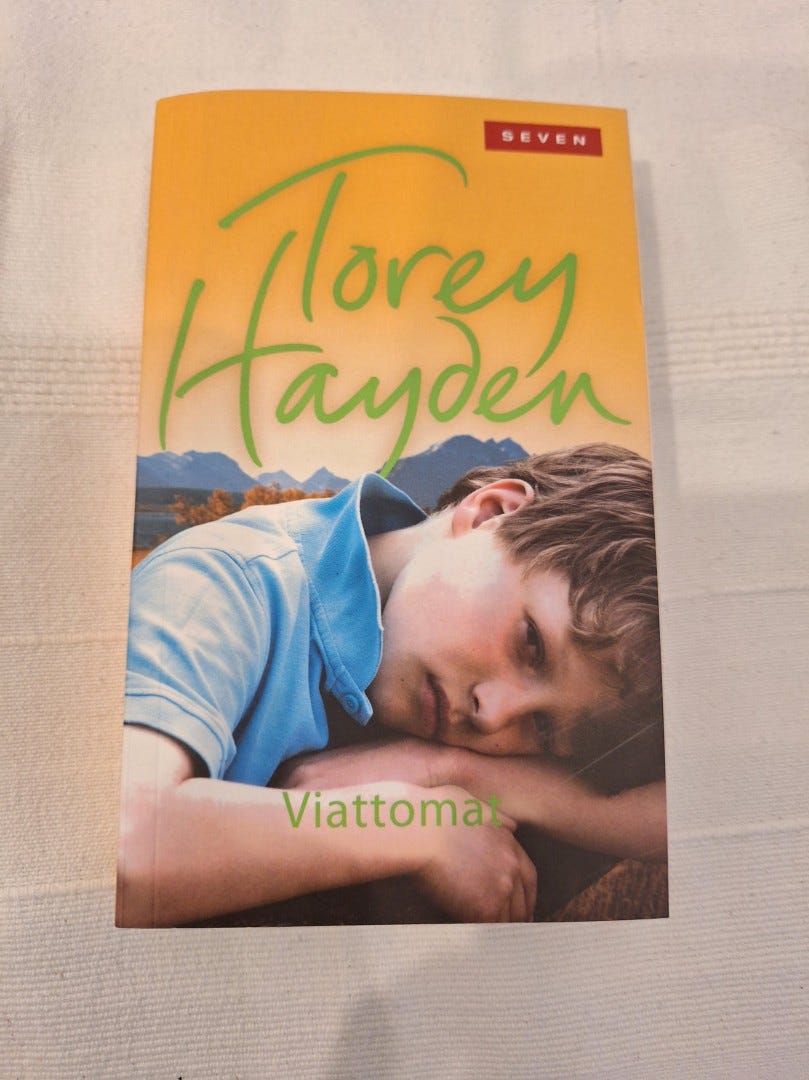 SEVEN
Torey
Hayden
Viattomat